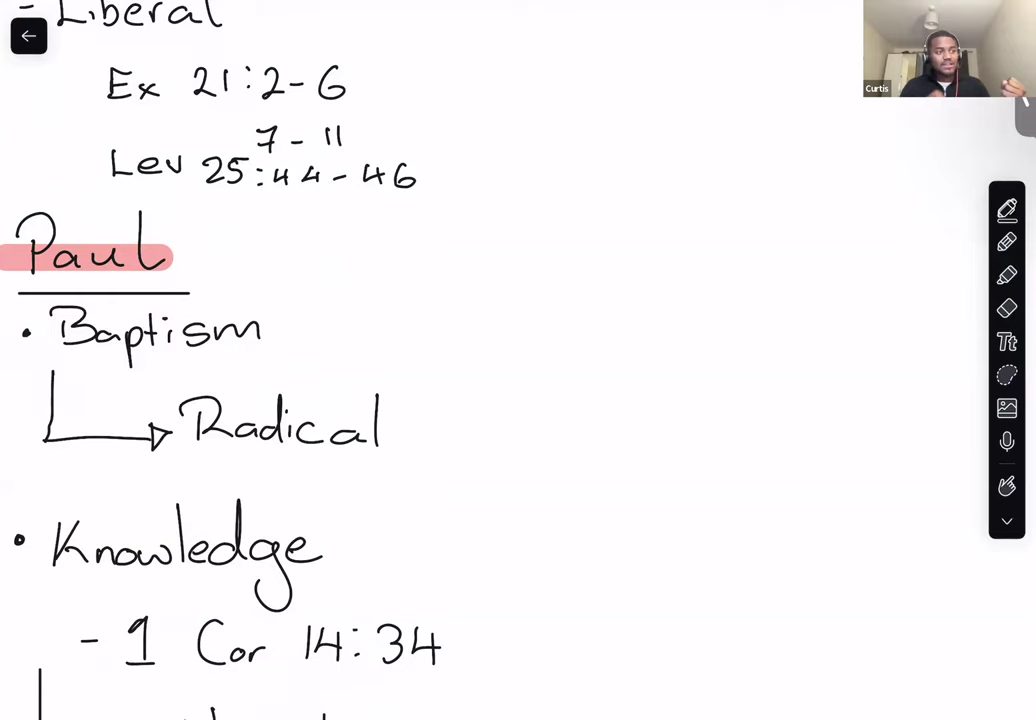 - Liberal
Ex 21:2-6
7 - 11
Lev 25:44-46
Paul
• Baptism
Radical
• Knowledge
- 1 Cor 14:34
Curtis
Tt